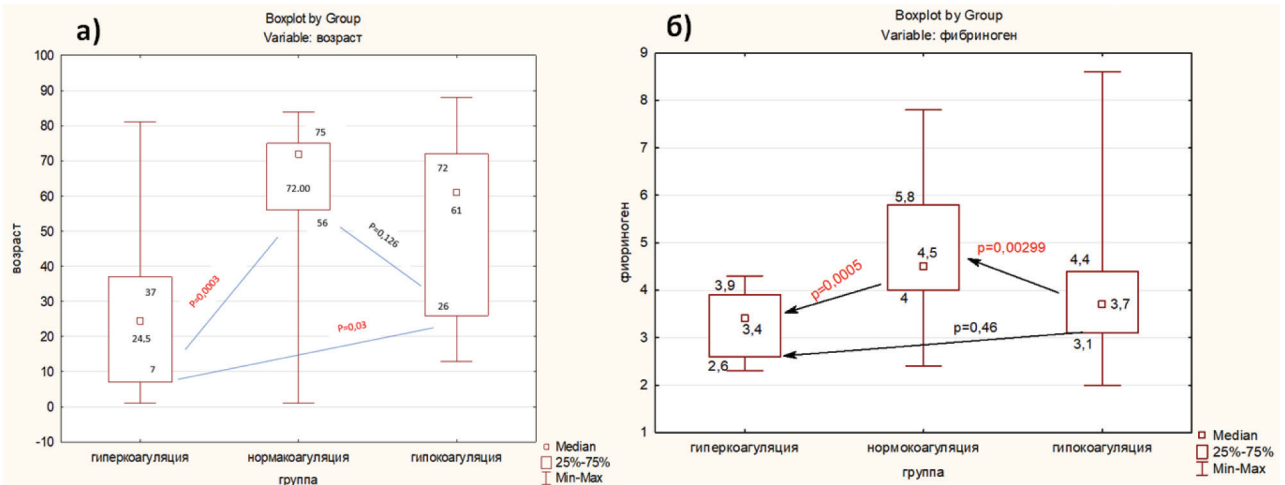 а)
Boxplot by Group
Variable: возраст
100
90
80
70
60
50
40
30
20
10
0
-10
возраст
37
24,5
7
75
72.00
56
72
61
26
P=0,0003
P=0,126
P=0,03
гиперкоагуляция
нормакоагуляция
гипокоагуляция
группа
Median
25%-75%
Min-Max
б)
Boxplot by Group
Variable: фибриноген
9
8
7
6
5
4
3
2
1
фиориноген
3,9
3,4
2,6
5,8
4,5
4
4,4
3,7
3,1
p=0,0005
p=0,00299
p=0,46
гиперкоагуляция
нормокоагуляция
гипокоагуляция
группа
Median
25%-75%
Min-Max